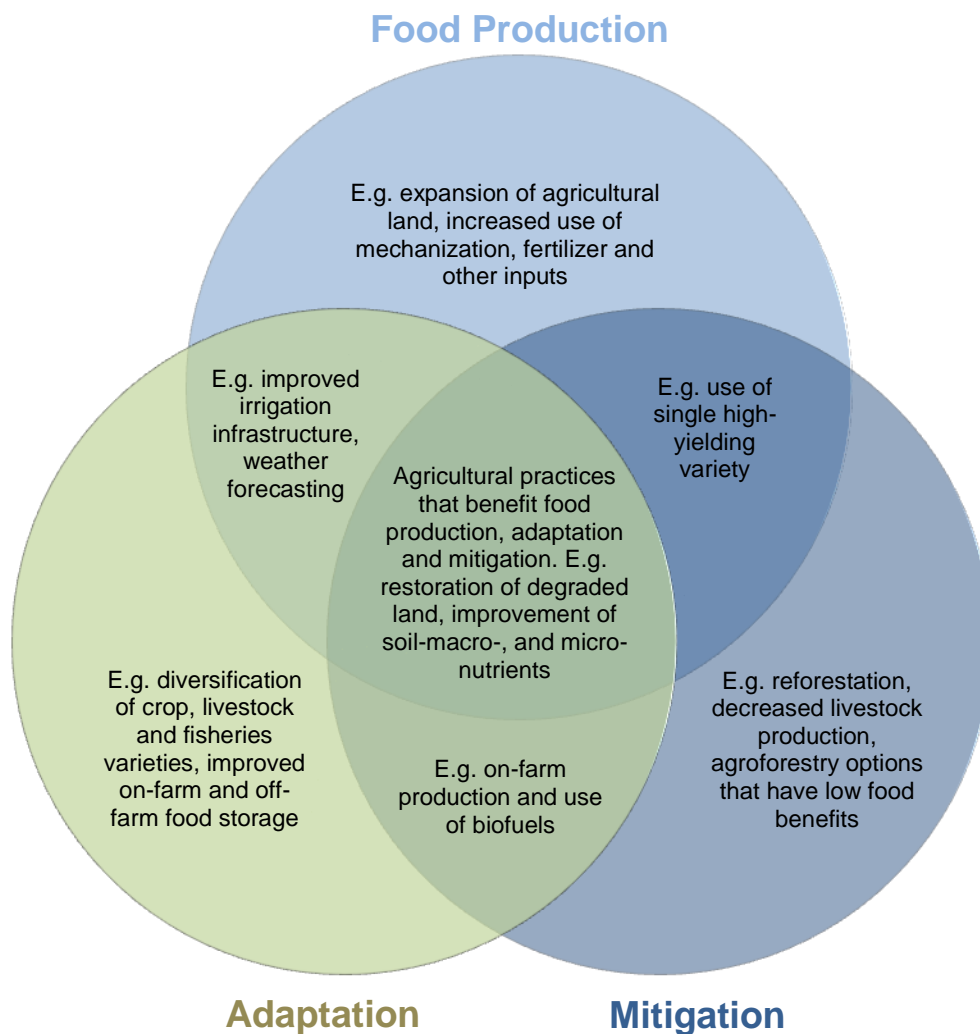 Food Production
E.g. expansion of agricultural
land, increased use of
mechanization, fertilizer and
other inputs
E.g. improved
irrigation
infrastructure,
weather
forecasting
E.g. use of
single high-
yielding
variety
Agricultural practices
that benefit food
production, adaptation
and mitigation. E.g.
restoration of degraded
land, improvement of
soil-macro-, and micro-
nutrients
E.g. diversification
of crop, livestock
and fisheries
varieties, improved
on-farm and off-
farm food storage
E.g. on-farm
production and use
of biofuels
E.g. reforestation,
decreased livestock
production,
agroforestry options
that have low food
benefits
Adaptation
Mitigation